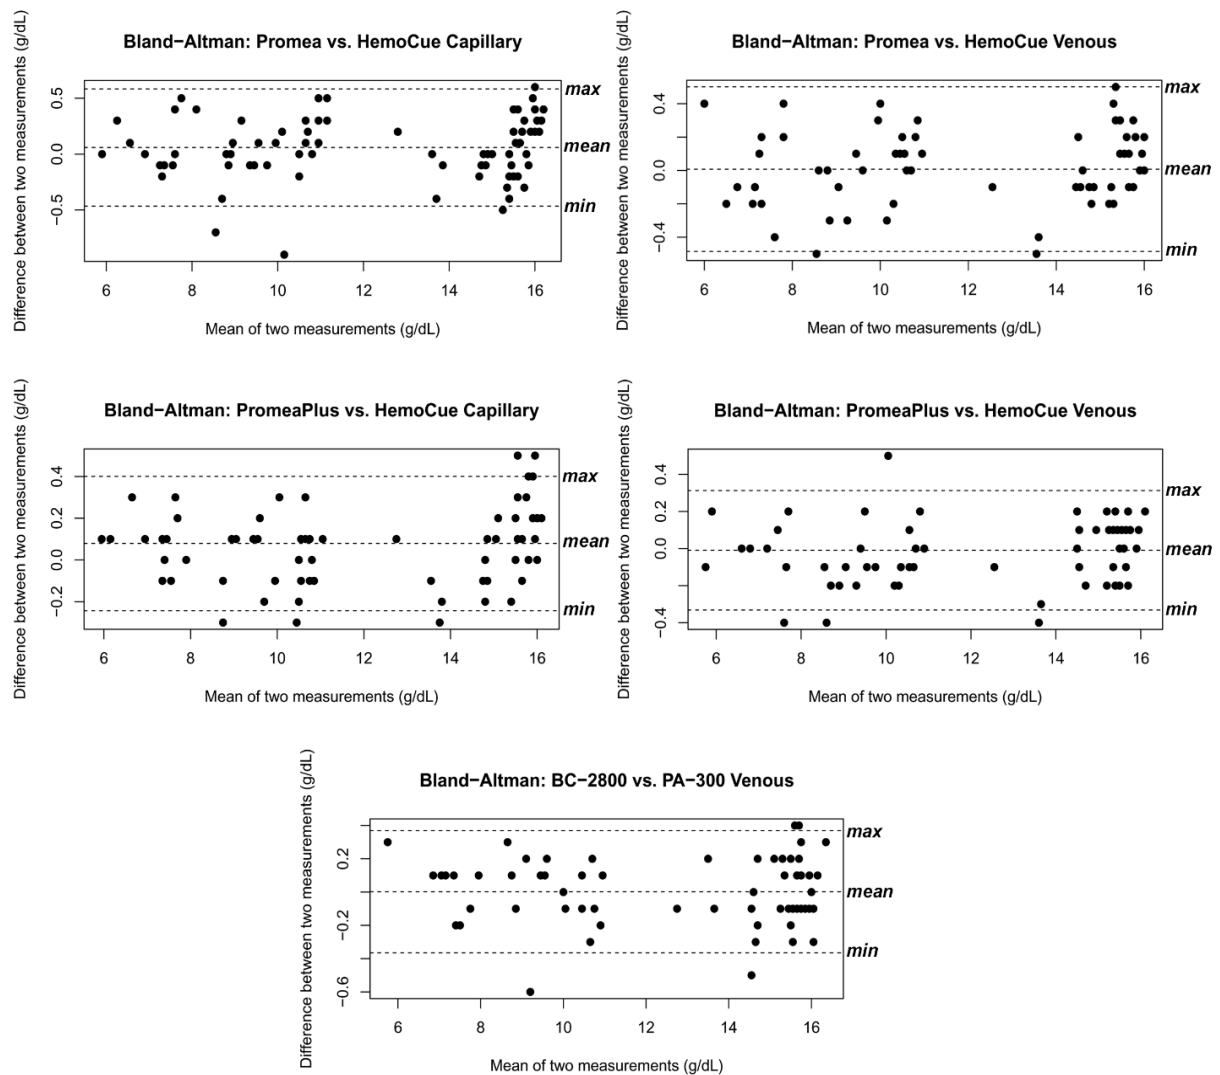 Bland−Altman: Promea vs. HemoCue Capillary
Difference between two measurements (g/dL)
0.5
0.0
−0.5
max
mean
min
6 8 10 12 14 16
Mean of two measurements (g/dL)
Bland−Altman: Promea vs. HemoCue Venous
Difference between two measurements (g/dL)
0.4
0.0
−0.4
max
mean
min
6 8 10 12 14 16
Mean of two measurements (g/dL)
Bland−Altman: PromeaPlus vs. HemoCue Capillary
Difference between two measurements (g/dL)
0.4
0.2
0.0
−0.2
max
mean
min
6 8 10 12 14 16
Mean of two measurements (g/dL)
Bland−Altman: PromeaPlus vs. HemoCue Venous
Difference between two measurements (g/dL)
0.4
0.2
0.0
−0.4
max
mean
min
6 8 10 12 14 16
Mean of two measurements (g/dL)
Bland−Altman: BC−2800 vs. PA−300 Venous
Difference between two measurements (g/dL)
0.2
−0.2
−0.6
max
mean
min
6 8 10 12 14 16
Mean of two measurements (g/dL)